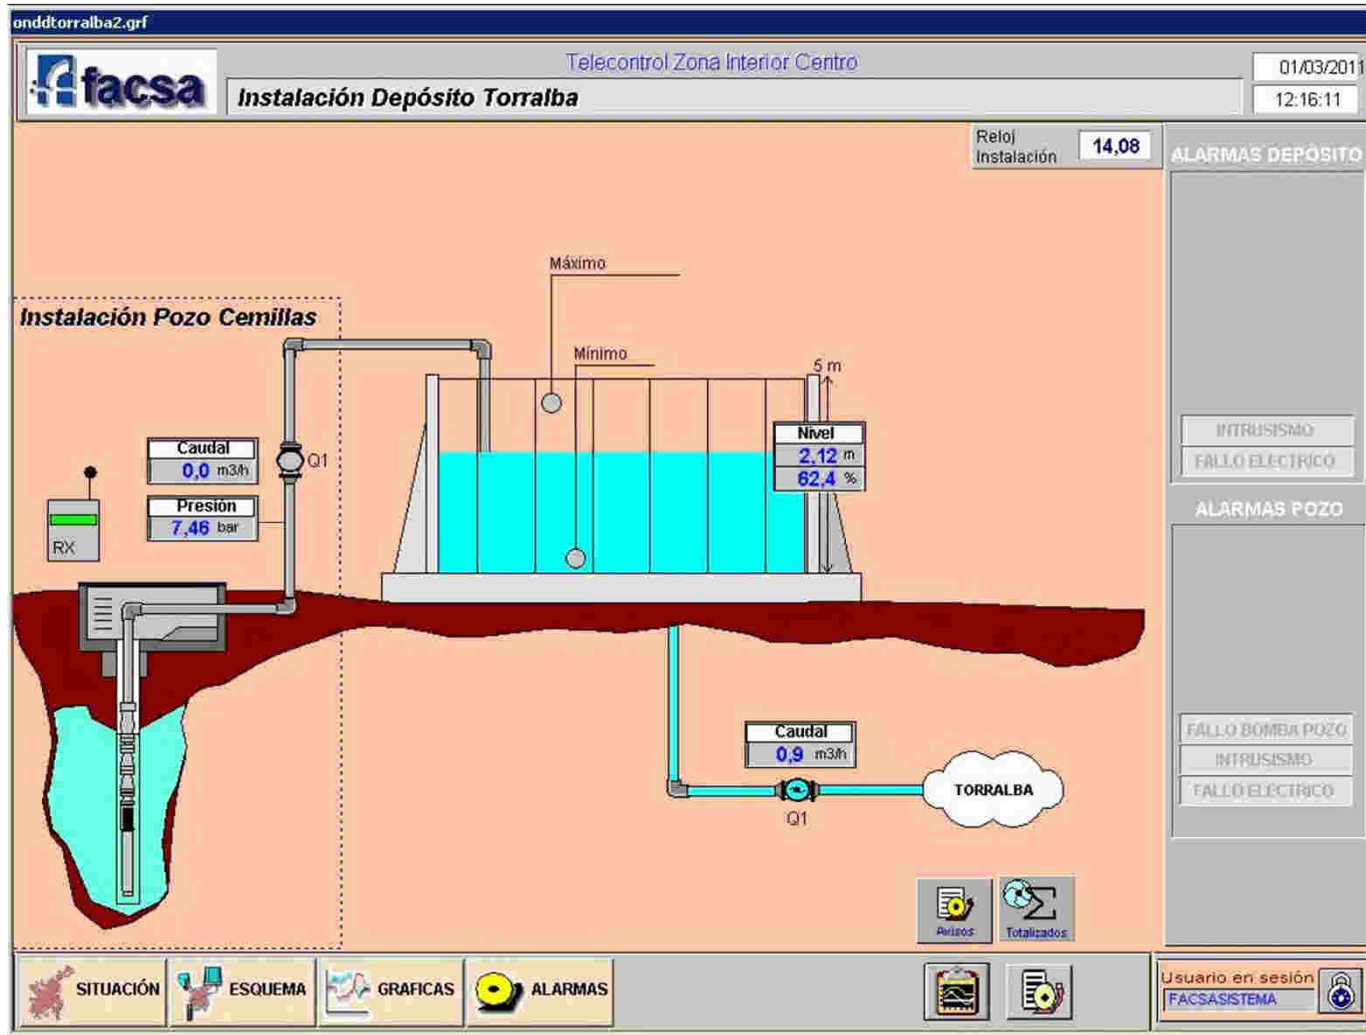 onddtorralba2.grf
facsa
Telecontrol Zona Interior Centro
Instalación Depósito Torralba
01/03/2011
12:16:11
Reloj
Instalación
14,08
ALARMAS DEPÓSITO
INTRUSISMO
FALLO ELECTRICO
ALARMAS POZO
FALLO BOMBA POZO
INTRUSISMO
FALLO ELECTRICO
Máximo
Mínimo
5 m
Instalación Pozo Cemillas
Caudal
0,0 m3/h
Q1
Presión
7,46 bar
RX
Nivel
2,12 m
62,4 %
Caudal
0,9 m3/h
Q1
TORRALBA
Avisos
Totalizados
SITUACIÓN
ESQUEMA
GRAFICAS
ALARMAS
Usuario en sesión
FACSASISTEMA